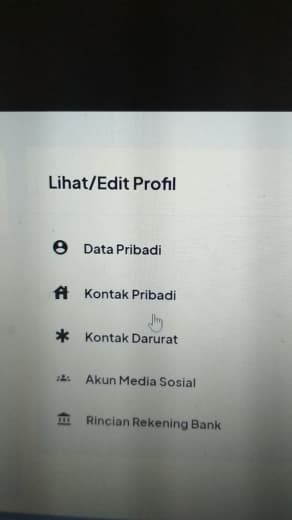 Lihat/Edit Profil
Data Pribadi
Kontak Pribadi
Kontak Darurat
Akun Media Sosial
Rincian Rekening Bank